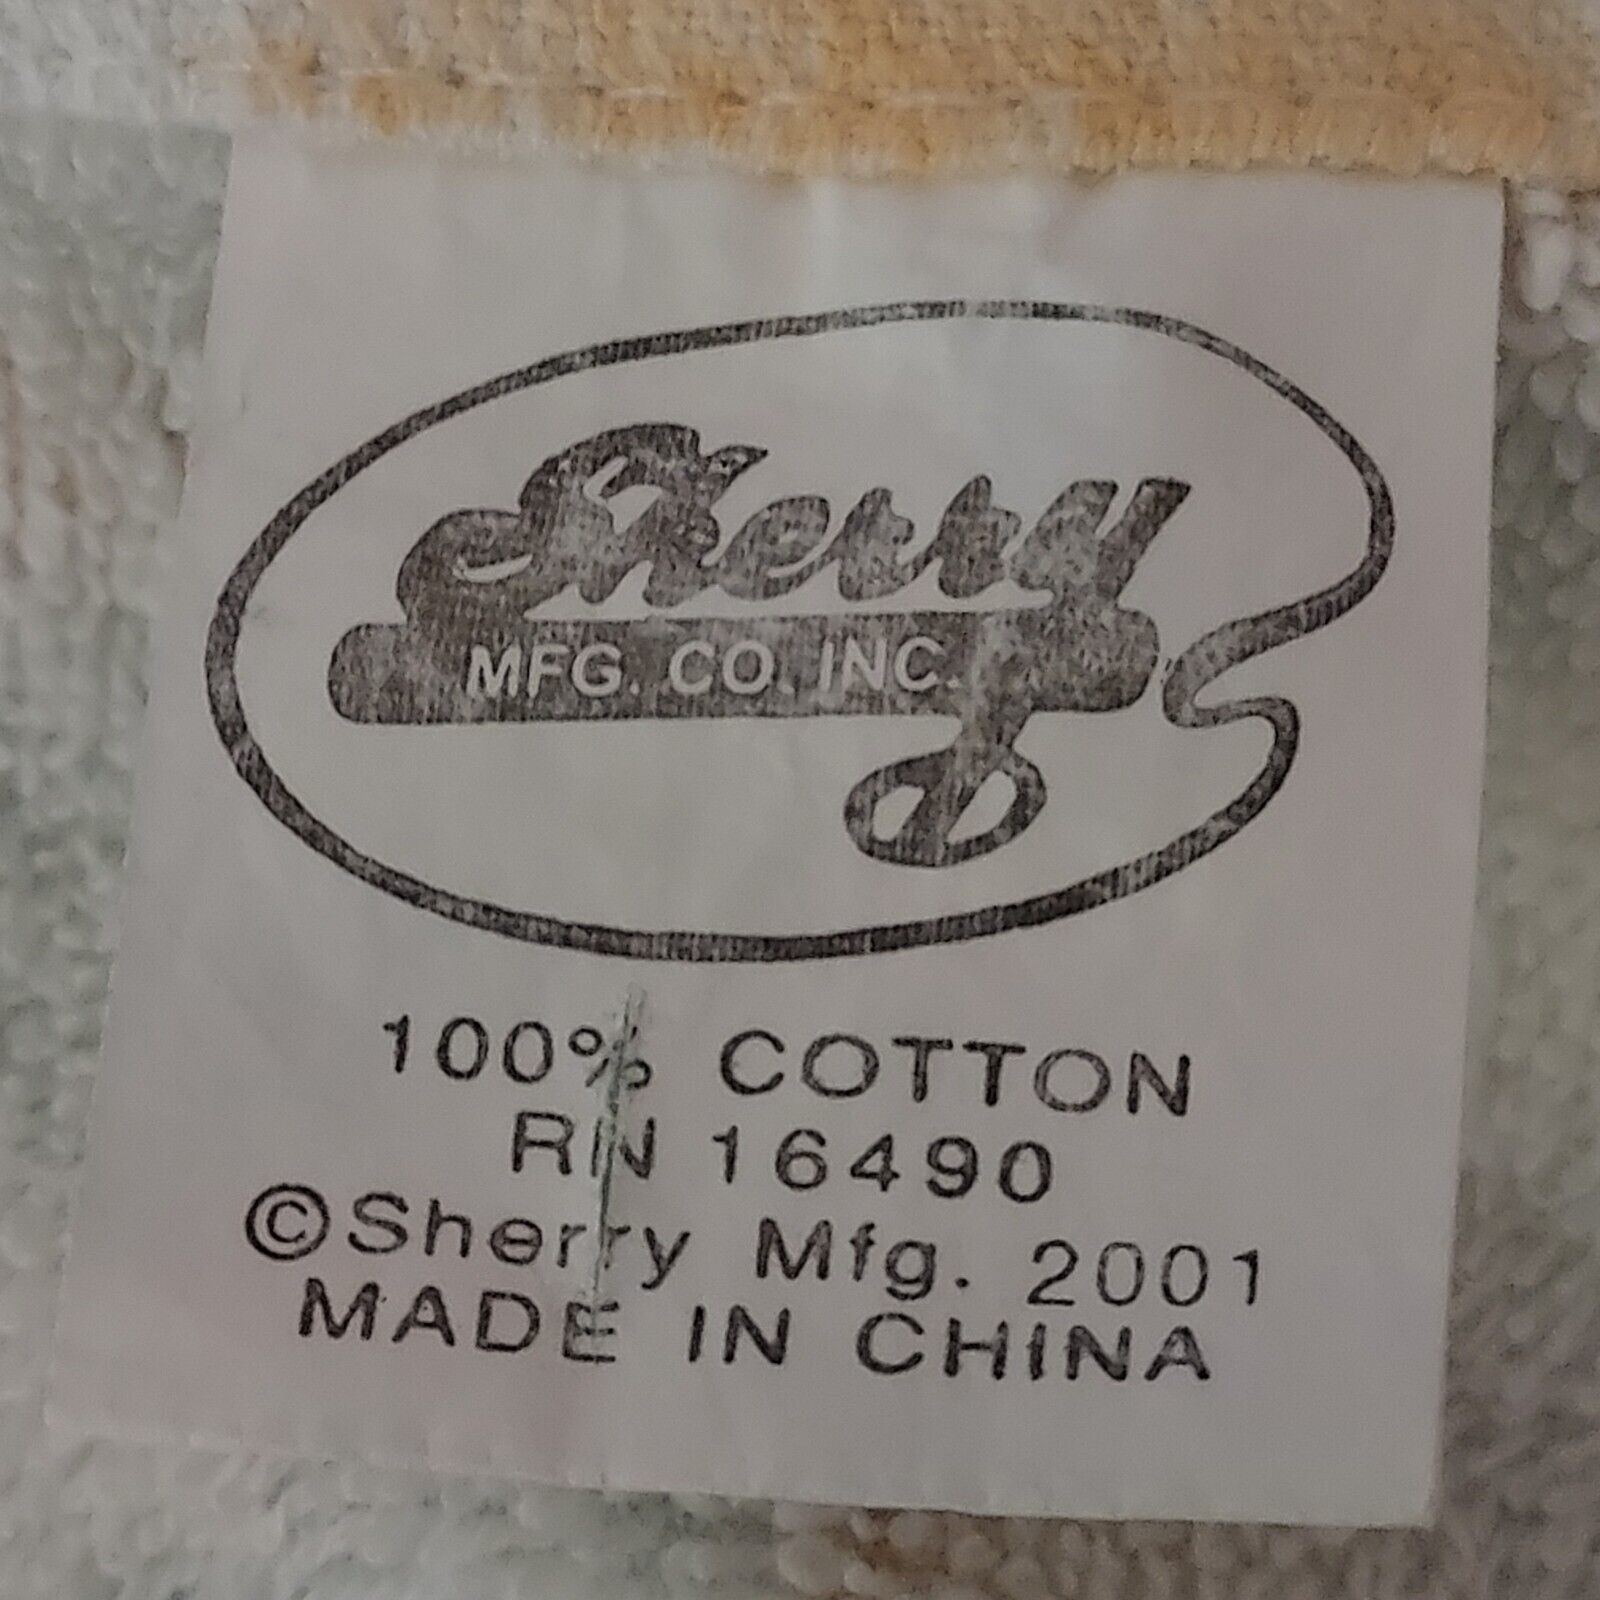 Sherry
MFG. CO. INC.
100% COTTON
RN 16490
©Sherry Mfg. 2001
MADE IN CHINA